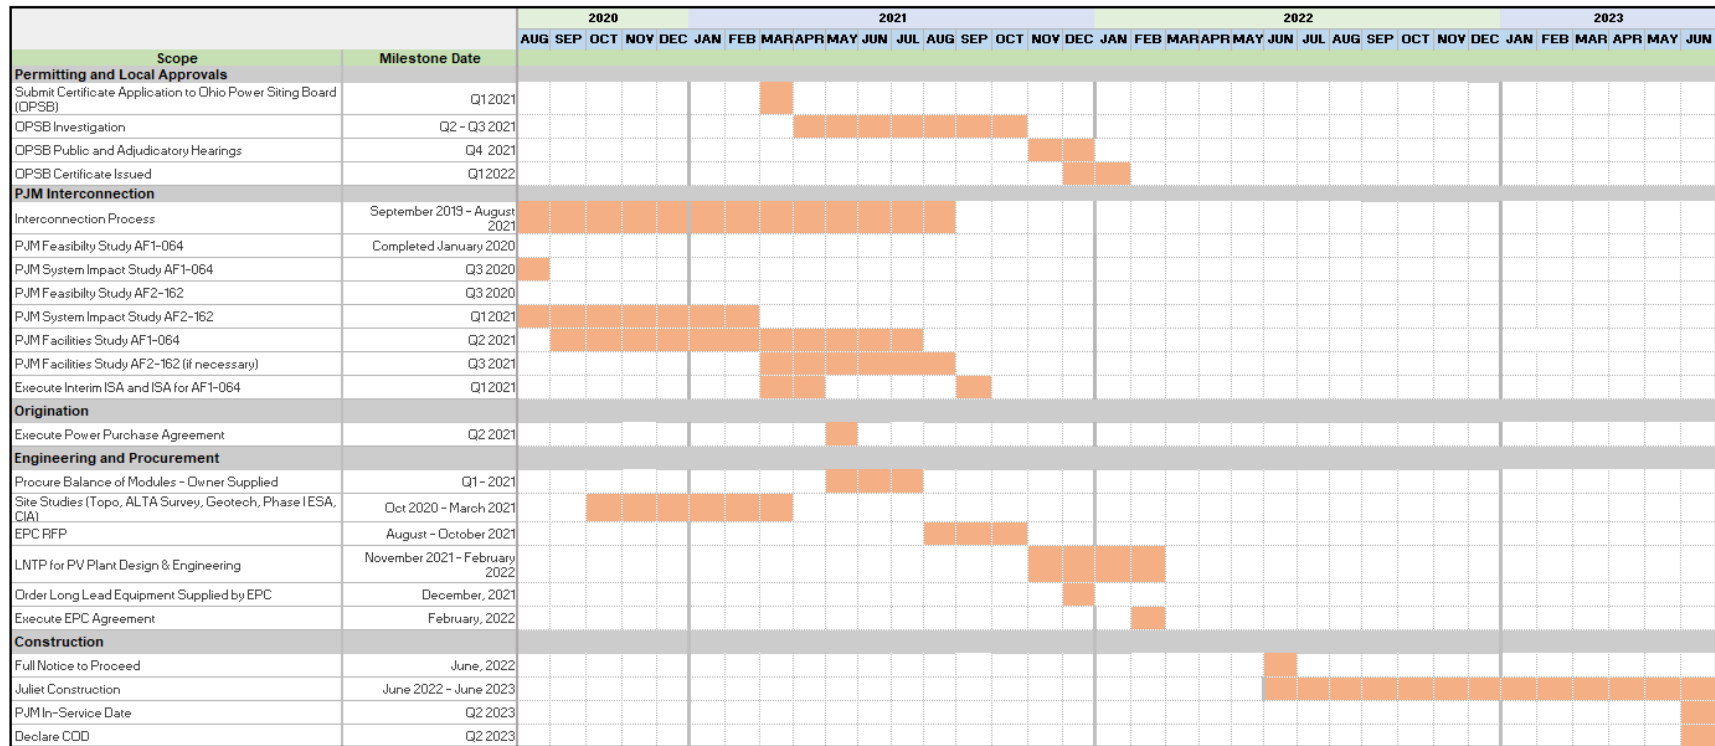 2020 2021 2022 2023
AUG SEP OCT NOV DEC JAN FEB MAR APR MAY JUN JUL AUG SEP OCT NOV DEC JAN FEB MAR APR MAY JUN JUL AUG SEP OCT NOV DEC JAN FEB MAR APR MAY JUN
Scope Milestone Date
Permitting and Local Approvals
Submit Certificate Application to Ohio Power Siting Board
(OPSB) Q1 2021
OPSB Investigation Q2 - Q3 2021
OPSB Public and Adjudicatory Hearings Q4 2021
OPSB Certificate Issued Q1 2022
PJM Interconnection
Interconnection Process September 2019 - August
2021
PJM Feasibilty Study AF1-064 Completed January 2020
PJM System Impact Study AF1-064 Q3 2020
PJM Feasibilty Study AF2-162 Q3 2020
PJM System Impact Study AF2-162 Q1 2021
PJM Facilities Study AF1-064 Q2 2021
PJM Facilities Study AF2-162 (if necessary) Q3 2021
Execute Interim ISA and ISA for AF1-064 Q1 2021
Origination
Execute Power Purchase Agreement Q2 2021
Engineering and Procurement
Procure Balance of Modules - Owner Supplied Q1 - 2021
Site Studies (Topo, ALTA Survey, Geotech, Phase I ESA,
CIA) Oct 2020 - March 2021
EPC RFP August - October 2021
LNTP for PV Plant Design & Engineering November 2021 - February
2022
Order Long Lead Equipment Supplied by EPC December, 2021
Execute EPC Agreement February, 2022
Construction
Full Notice to Proceed June, 2022
Juliet Construction June 2022 - June 2023
PJM In-Service Date Q2 2023
Declare COD Q2 2023